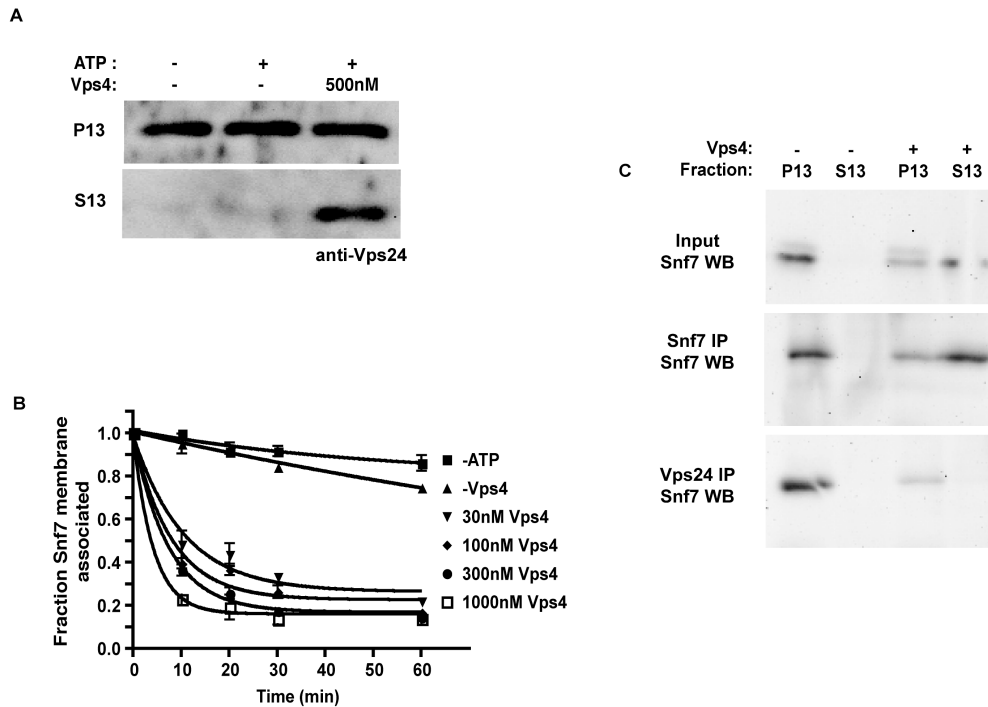 A
ATP : - + +
Vps4: - - 500nM
P13
S13
anti-Vps24
C
Vps4: - - + +
Fraction: P13 S13 P13 S13
Input
Snf7 WB
Snf7 IP
Snf7 WB
Vps24 IP
Snf7 WB
B
Fraction Snf7 membrane
associated
1.0
0.8
0.6
0.4
0.2
0.0
0 10 20 30 40 50 60
Time (min)
-ATP
-Vps4
30nM Vps4
100nM Vps4
300nM Vps4
1000nM Vps4